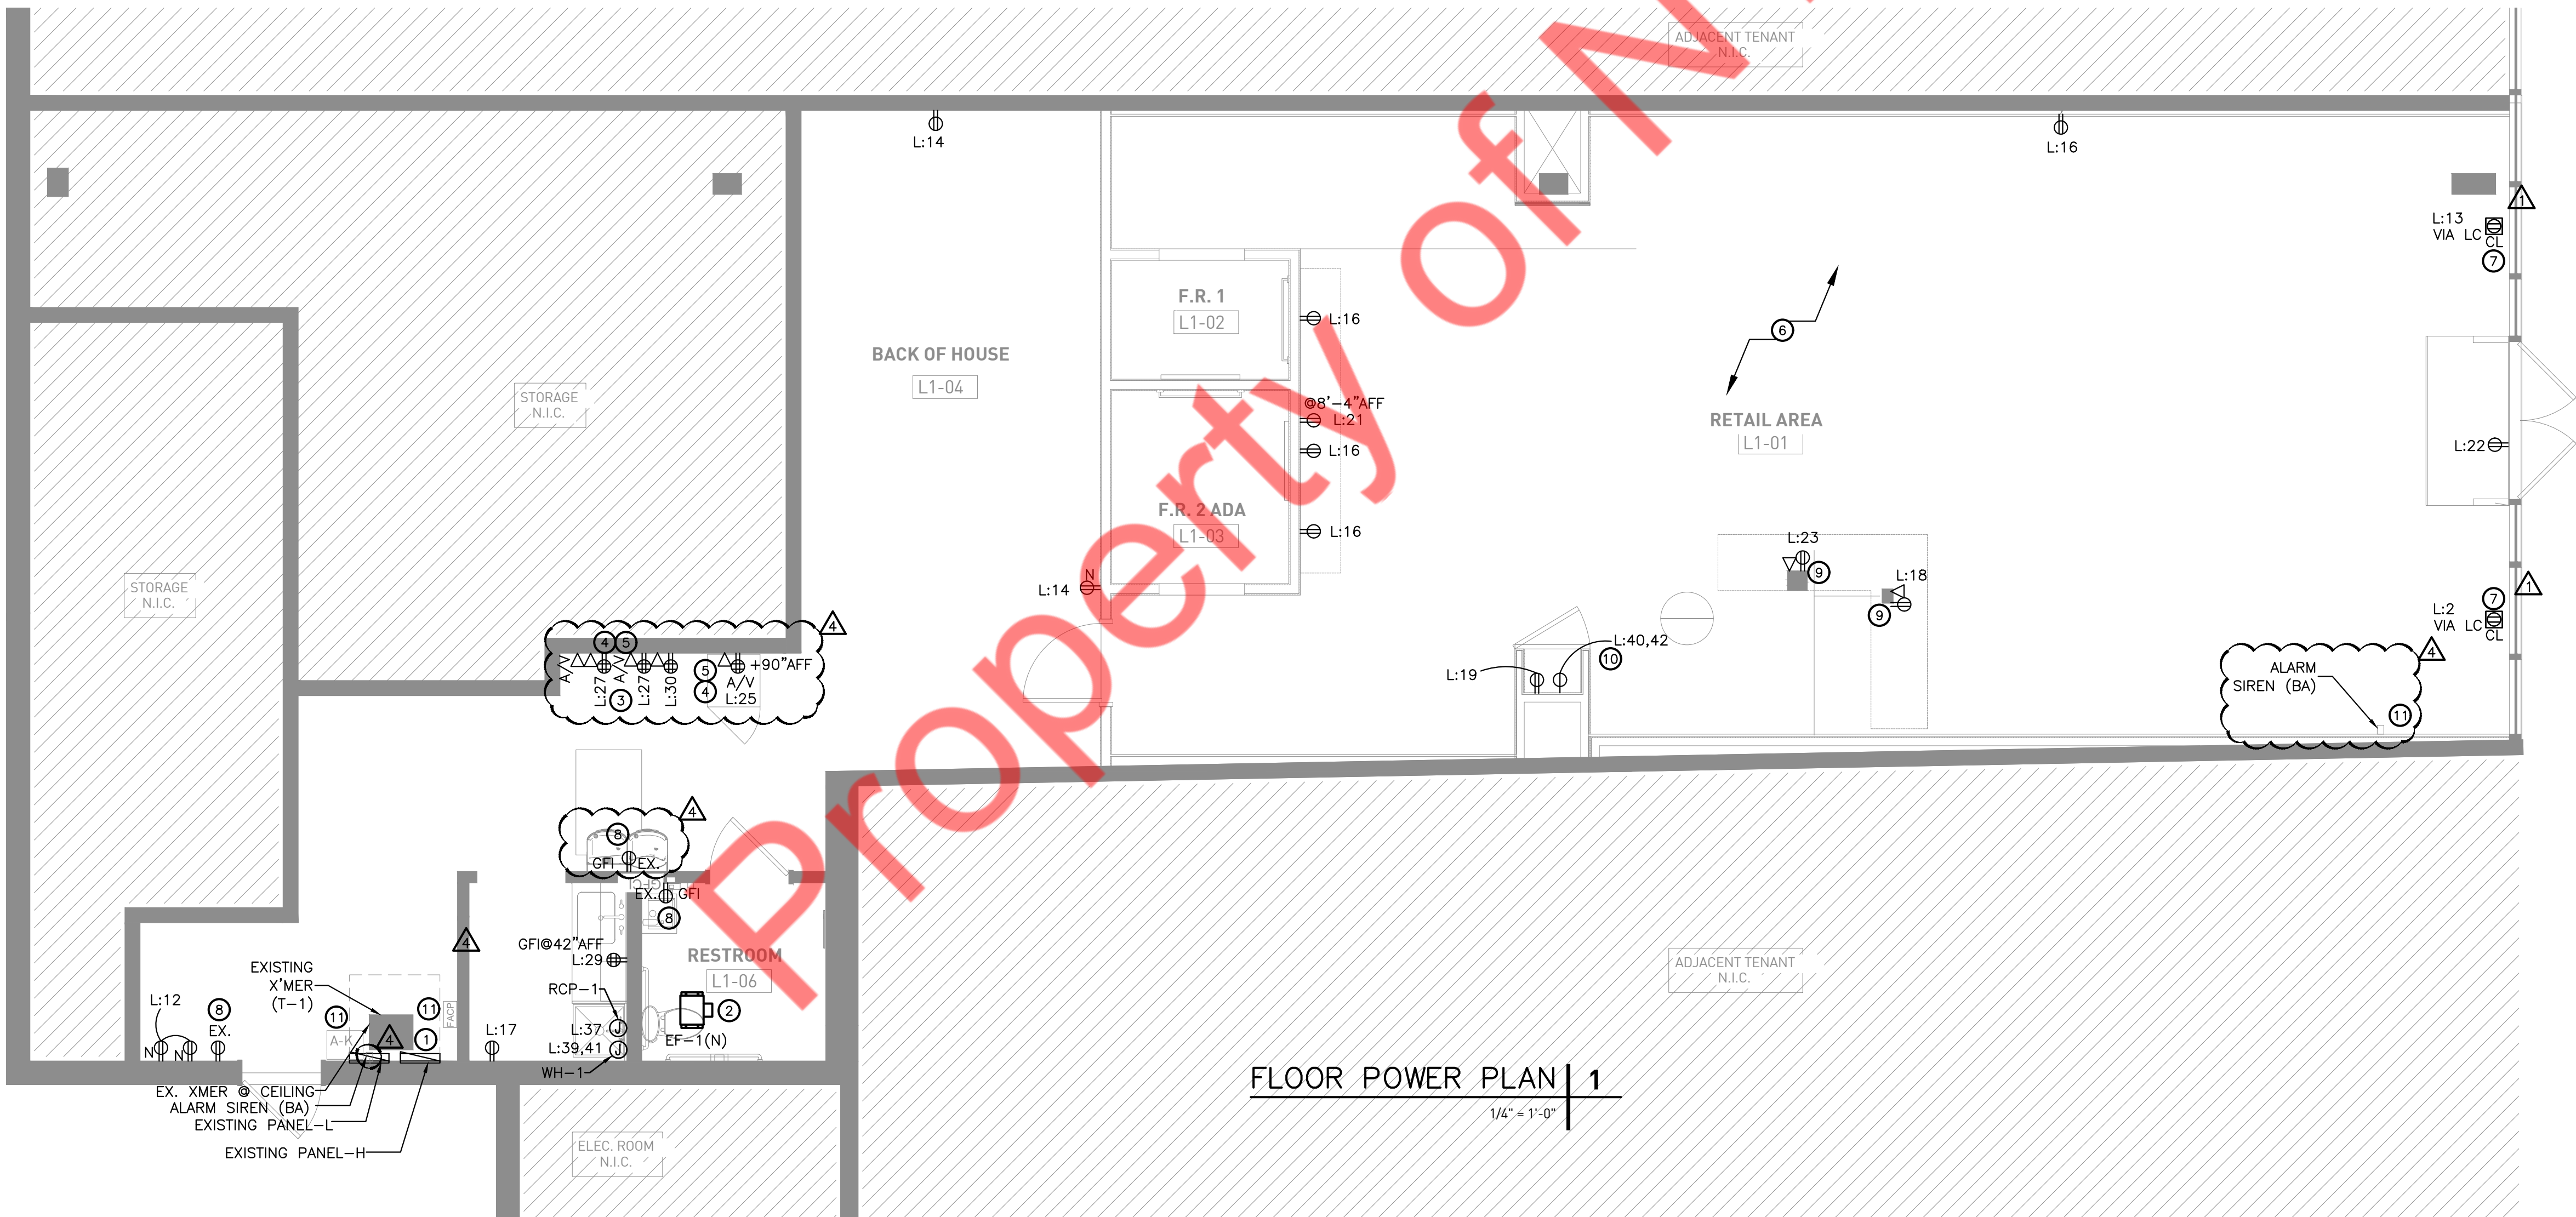 ADJACENT TENANT
N.I.C.
Property of N
L:14
L:16
L:13
VIA LC
CL
1
7
F.R. 1
L1-02
L:16
6
BACK OF HOUSE
L1-04
STORAGE
N.I.C.
@8'-4"AFF
L:21
L:16
RETAIL AREA
L1-01
L:22
F.R. 2 ADA
L1-03
L:16
STORAGE
N.I.C.
N
L:14
L:23
9
L:18
9
1
7
L:2
VIA LC
CL
4
4
5
A/V
L:27
A/V
3
L:27
L:30
5
4
+90"AFF
A/V
L:25
L:40,42
10
L:19
4
ALARM
SIREN (BA)
11
4
8
GFI
EX.
GFCI
EX.
GFI
8
4
GFI@42"AFF
L:29
RESTROOM
L1-06
EXISTING
X'MER
(T-1)
RCP-1
L:12
8
EX.
N
N
11
A-K
4
11
1
FACP
L:17
L:37
L:39,41
WH-1
2
EF-1(N)
EX. XMER @ CEILING
ALARM SIREN (BA)
EXISTING PANEL-L
EXISTING PANEL-H
ADJACENT TENANT
N.I.C.
ELEC. ROOM
N.I.C.
FLOOR POWER PLAN 1
1/4" = 1'-0"